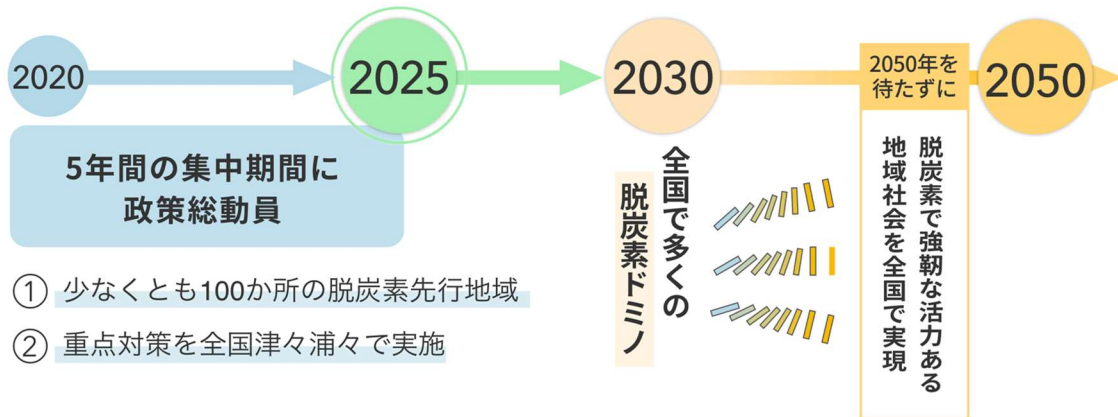 2020
2025
2030
2050年を
待たずに
2050
5年間の集中期間に
政策総動員
① 少なくとも100か所の脱炭素先行地域
② 重点対策を全国津々浦々で実施
全国で多くの
脱炭素ドミノ
脱炭素で強靭な活力ある
地域社会を全国で実現